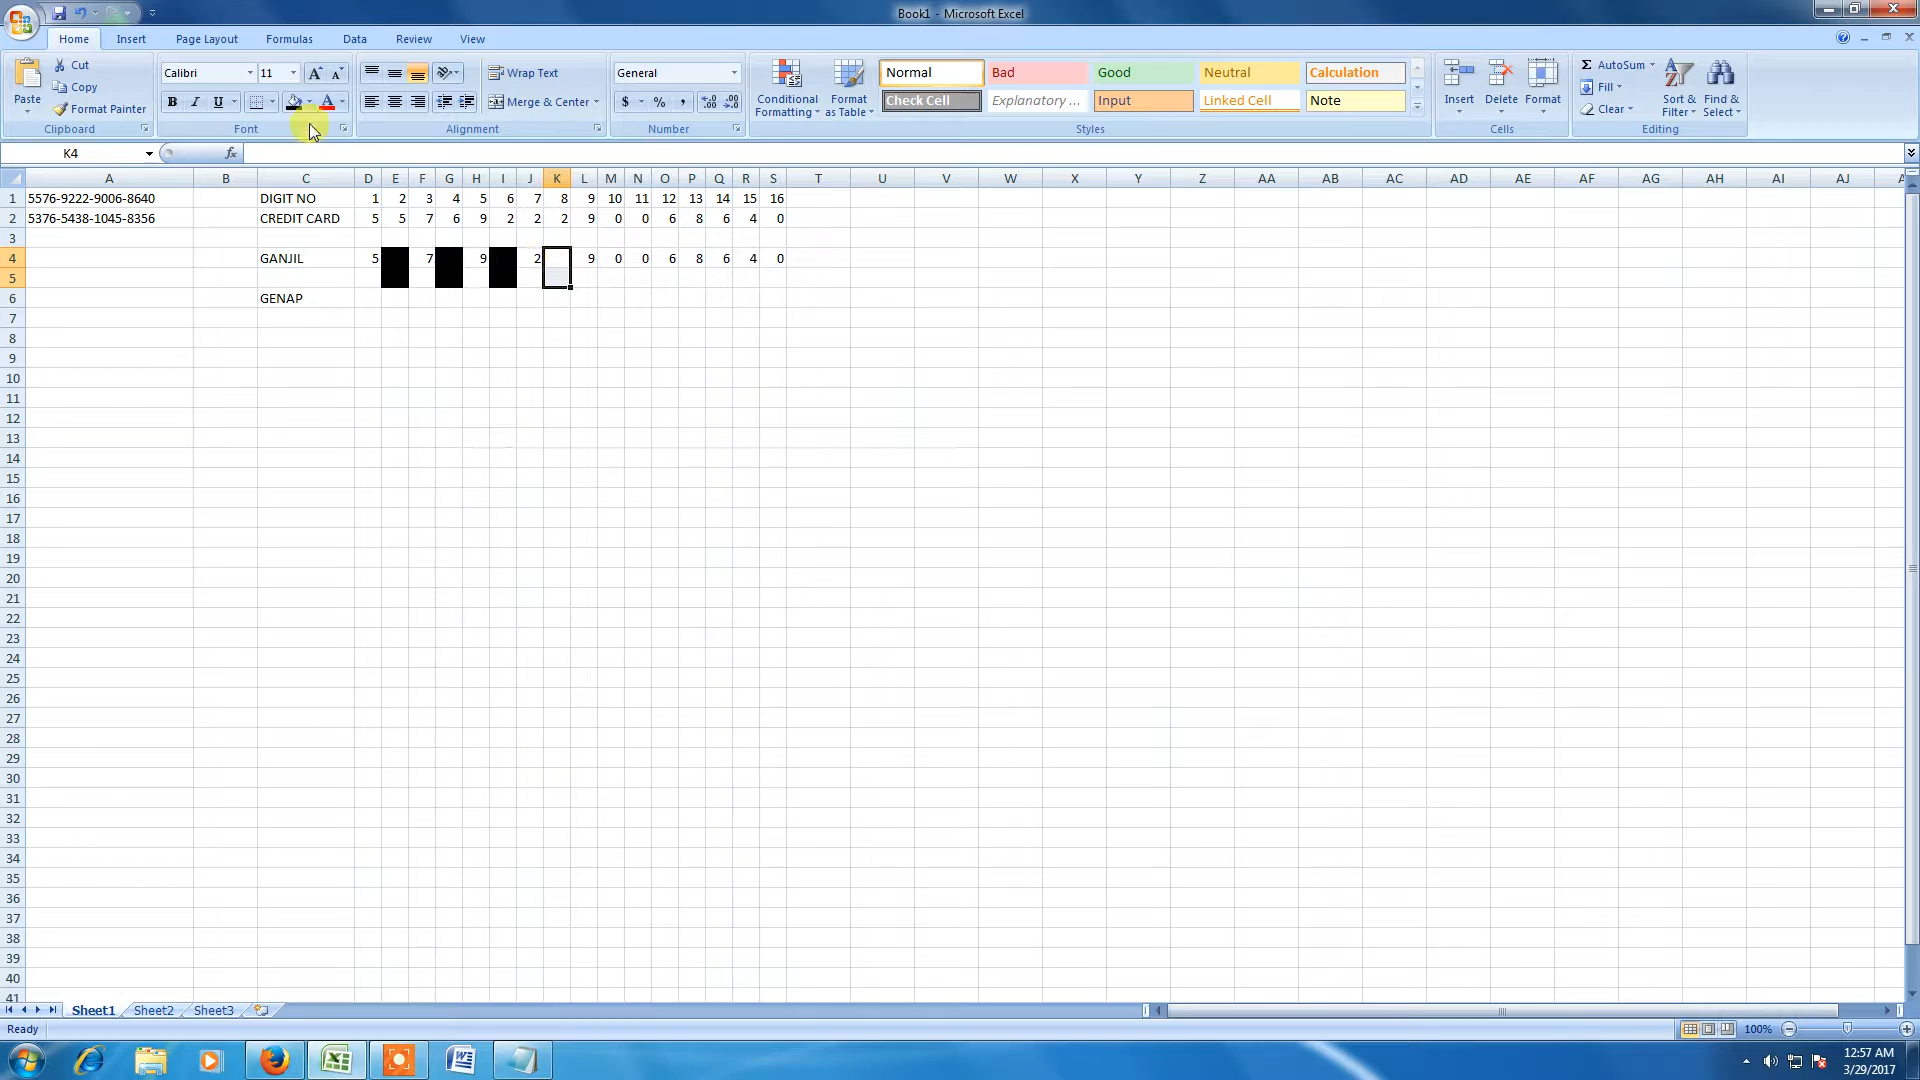 Book1 - Microsoft Excel
Home Insert Page Layout Formulas Data Review View
Paste
Cut
Copy
Format Painter
Clipboard
Calibri 11
B I U
Font
Wrap Text
Merge & Center
Alignment
General
$ % ,
Number
Conditional Formatting
Format as Table
Normal Bad Good Neutral Calculation
Check Cell Explanatory ... Input Linked Cell Note
Styles
Insert Delete Format
Cells
AutoSum
Fill
Clear
Sort & Filter
Find & Select
Editing
K4 fx
A B C D E F G H I J K L M N O P Q R S T U V W X Y Z AA AB AC AD AE AF AG AH AI AJ
1 5576-9222-9006-8640 DIGIT NO 1 2 3 4 5 6 7 8 9 10 11 12 13 14 15 16
2 5376-5438-1045-8356 CREDIT CARD 5 5 7 6 9 2 2 2 9 0 0 6 8 6 4 0
3
4 GANJIL 5 7 9 2 9 0 0 6 8 6 4 0
5
6 GENAP
7
8
9
10
11
12
13
14
15
16
17
18
19
20
21
22
23
24
25
26
27
28
29
30
31
32
33
34
35
36
37
38
39
40
41
Sheet1 Sheet2 Sheet3
Ready 100%
12:57 AM
3/29/2017